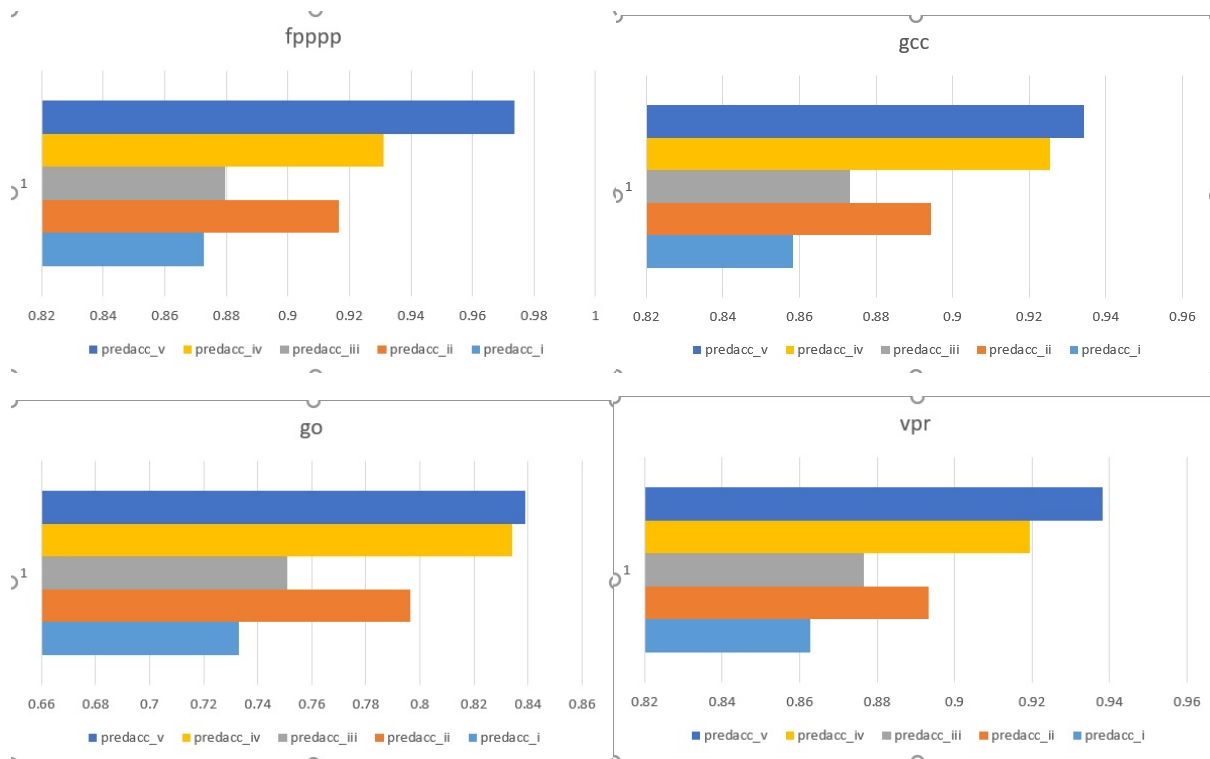 fpppp
1
0.82 0.84 0.86 0.88 0.9 0.92 0.94 0.96 0.98 1
predacc_v predacc_iv predacc_iii predacc_ii predacc_i
gcc
1
0.82 0.84 0.86 0.88 0.9 0.92 0.94 0.96
predacc_v predacc_iv predacc_iii predacc_ii predacc_i
go
1
0.66 0.68 0.7 0.72 0.74 0.76 0.78 0.8 0.82 0.84 0.86
predacc_v predacc_iv predacc_iii predacc_ii predacc_i
vpr
1
0.82 0.84 0.86 0.88 0.9 0.92 0.94 0.96
predacc_v predacc_iv predacc_iii predacc_ii predacc_i